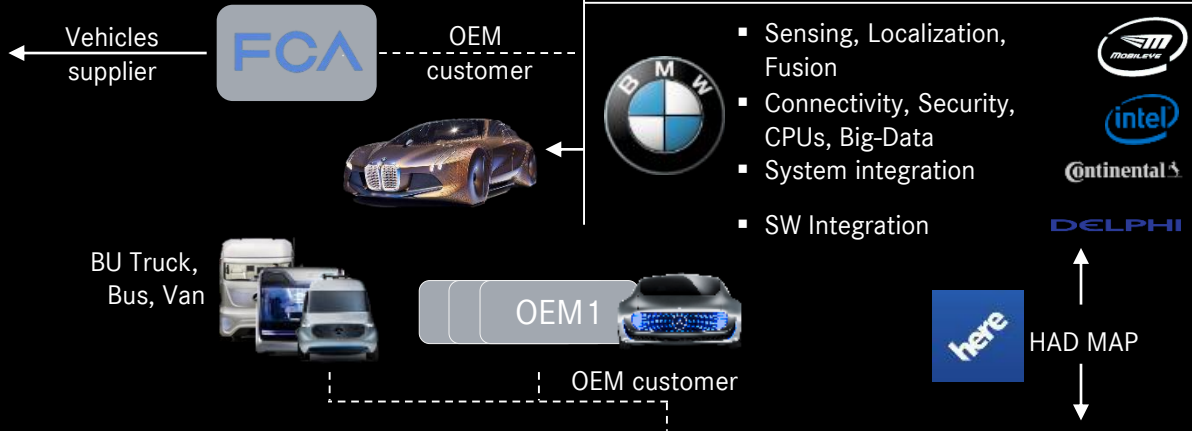 Vehicles
supplier
FCA
OEM
customer
BMW
▪ Sensing, Localization,
Fusion
MOBILEYE
▪ Connectivity, Security,
CPUs, Big-Data
intel
▪ System integration
Continental
▪ SW Integration
DELPHI
BU Truck,
Bus, Van
OEM1
here
HAD MAP
OEM customer